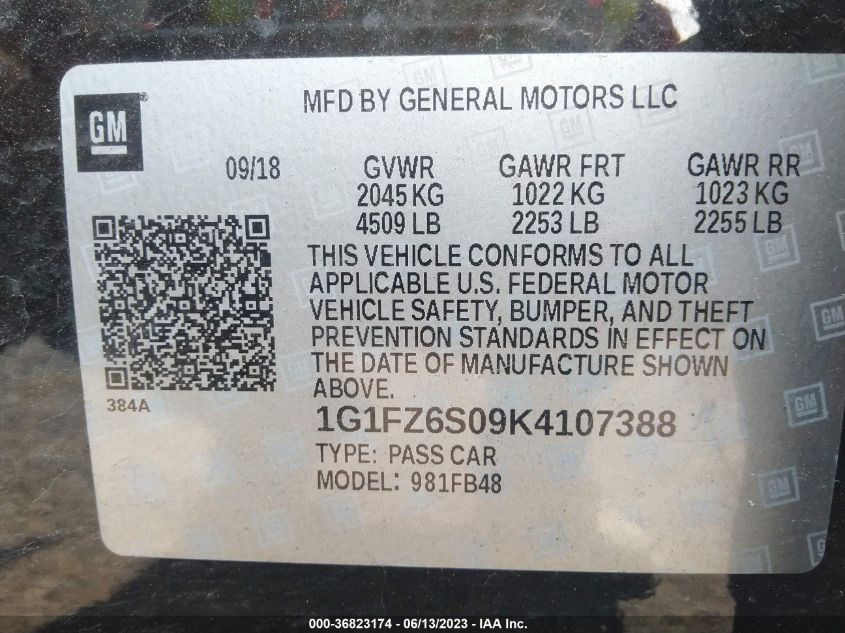 MFD BY GENERAL MOTORS LLC
GM®
09/18 GVWR GAWR FRT GAWR RR
2045 KG 1022 KG 1023 KG
4509 LB 2253 LB 2255 LB
THIS VEHICLE CONFORMS TO ALL
APPLICABLE U.S. FEDERAL MOTOR
VEHICLE SAFETY, BUMPER, AND THEFT
PREVENTION STANDARDS IN EFFECT ON
THE DATE OF MANUFACTURE SHOWN
ABOVE.
384A
1G1FZ6S09K4107388
TYPE: PASS CAR
MODEL: 981FB48
000-36823174 - 06/13/2023 - IAA Inc.